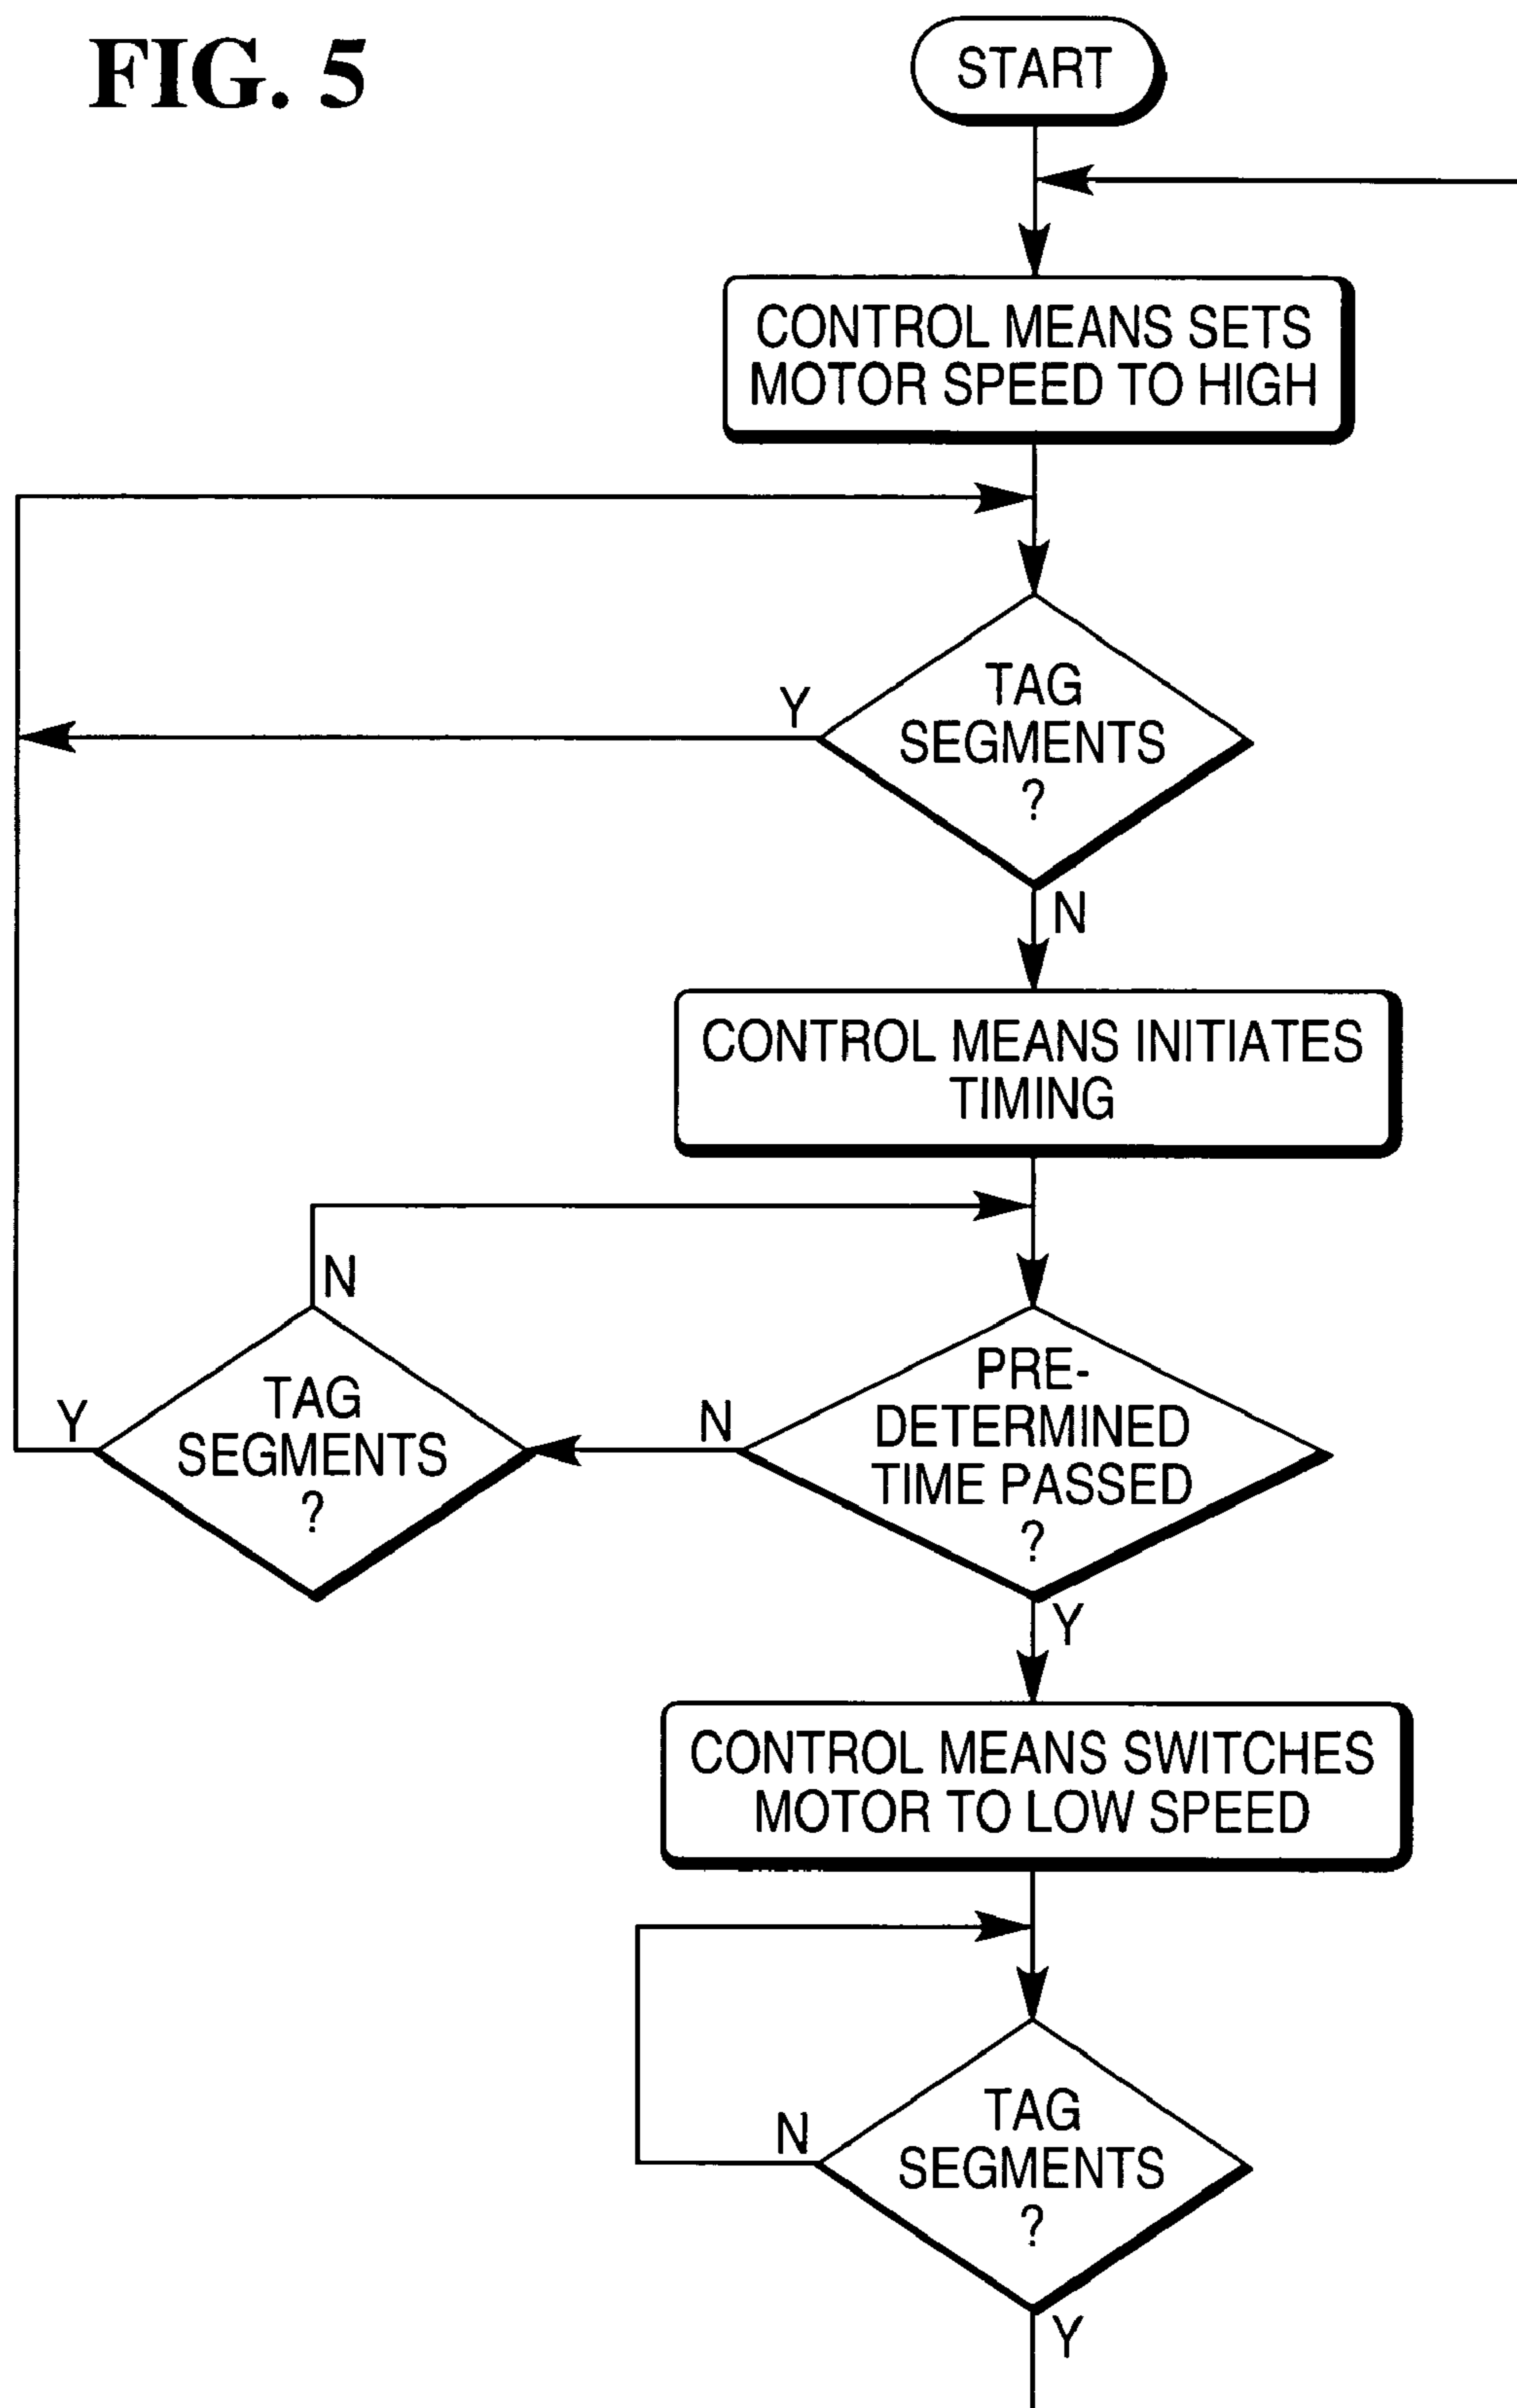 FIG. 5
START
CONTROL MEANS SETS
MOTOR SPEED TO HIGH
TAG
SEGMENTS
?
Y
N
CONTROL MEANS INITIATES
TIMING
PRE-
DETERMINED
TIME PASSED
?
N
Y
TAG
SEGMENTS
?
N
Y
CONTROL MEANS SWITCHES
MOTOR TO LOW SPEED
TAG
SEGMENTS
?
N
Y